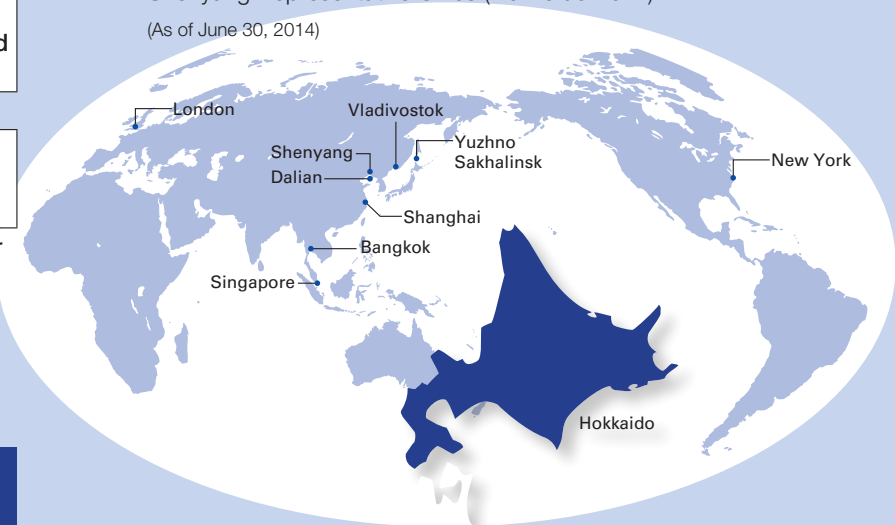 (As of June 30, 2014)
London
Vladivostok
Shenyang
Yuzhno
Sakhalinsk
Dalian
New York
Shanghai
Bangkok
Singapore
Hokkaido